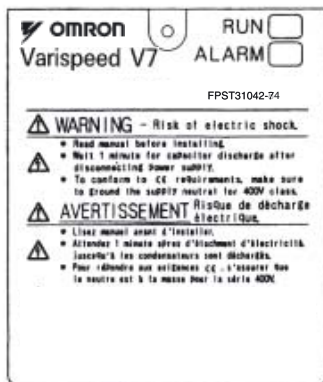 OMRON
RUN
Varispeed V7
ALARM
FPST31042-74
WARNING - Risk of electric shock.
• Read manual before installing.
• Wait 1 minute for capacitor discharge after
disconnecting power supply.
• To conform to CE requirements, make sure
to ground the supply neutral for 400V class.
AVERTISSEMENT Risque de décharge
électrique.
• Lisez manuel avant d'installer.
• Attendez 1 minute après
les condensateurs sont déchargés.
• Pour répondre aux exigences CE, s'assurer que
le neutre est à la masse pour la série 400V.